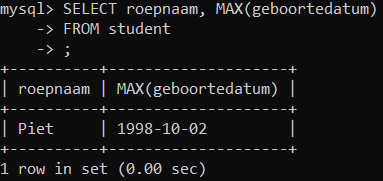 mysql> SELECT roepnaam, MAX(geboortedatum)
    -> FROM student
    -> ;
+----------+--------------------+
| roepnaam | MAX(geboortedatum) |
+----------+--------------------+
| Piet     | 1998-10-02         |
+----------+--------------------+
1 row in set (0.00 sec)